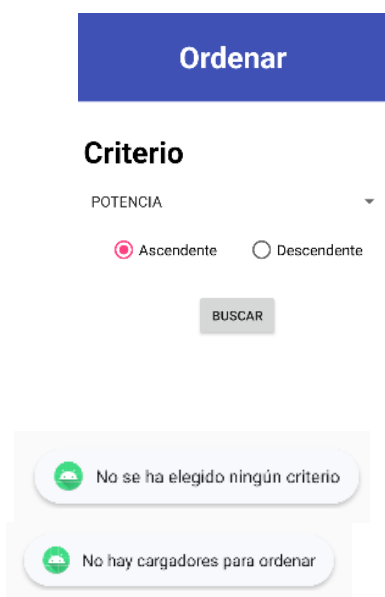 Ordenar
Criterio
POTENCIA
Ascendente Descendente
BUSCAR
No se ha elegido ningún criterio
No hay cargadores para ordenar